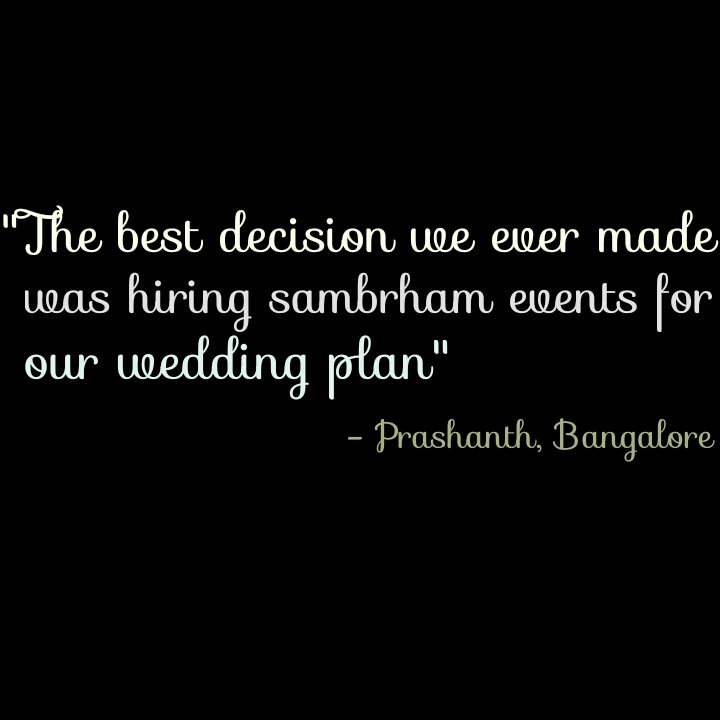 "The best decision we ever made
was hiring sambrham events for
our wedding plan"
- Prashanth, Bangalore